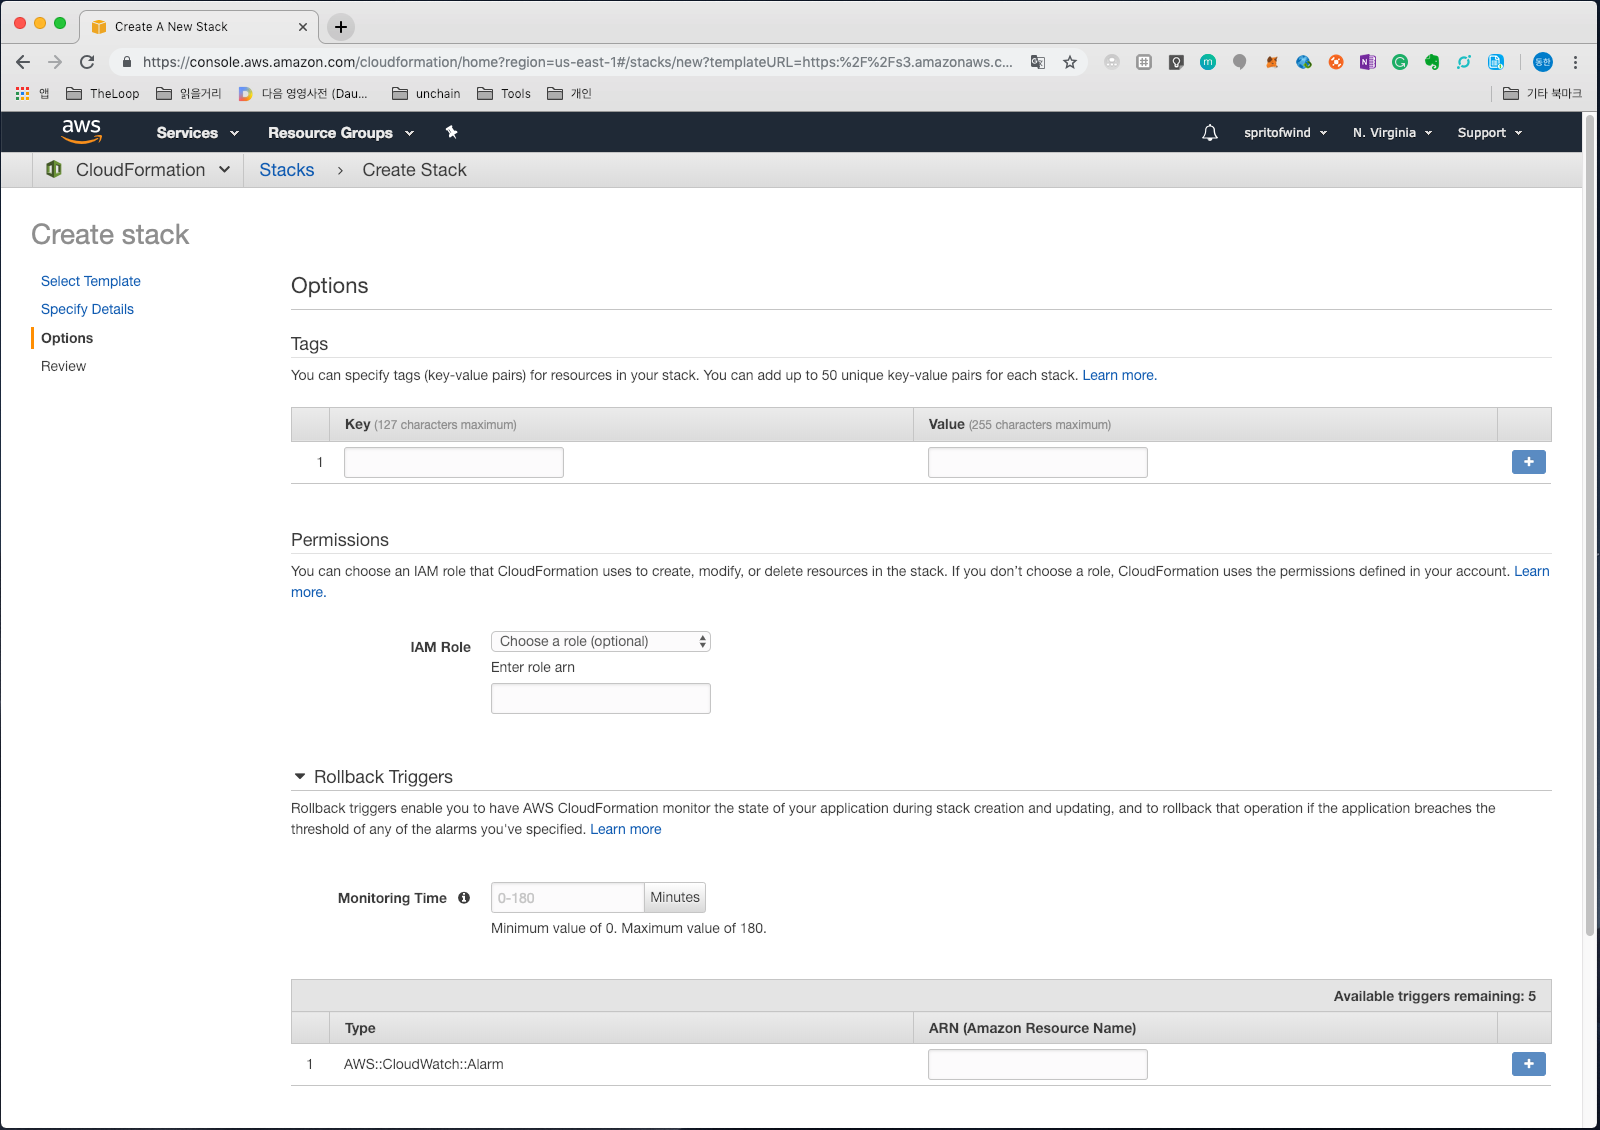 Create A New Stack
https://console.aws.amazon.com/cloudformation/home?region=us-east-1#/stacks/new?templateURL=https:%2F%2Fs3.amazonaws.c...
동한
앱 TheLoop 읽을거리 다음 영영사전 (Dau... unchain Tools 개인 기타 북마크
aws Services Resource Groups spritofwind N. Virginia Support
CloudFormation Stacks › Create Stack
Create stack
Select Template
Specify Details
Options
Review
Options
Tags
You can specify tags (key-value pairs) for resources in your stack. You can add up to 50 unique key-value pairs for each stack. Learn more.
Key (127 characters maximum) Value (255 characters maximum)
1 +
Permissions
You can choose an IAM role that CloudFormation uses to create, modify, or delete resources in the stack. If you don’t choose a role, CloudFormation uses the permissions defined in your account. Learn
more.
IAM Role Choose a role (optional)
Enter role arn
Rollback Triggers
Rollback triggers enable you to have AWS CloudFormation monitor the state of your application during stack creation and updating, and to rollback that operation if the application breaches the
threshold of any of the alarms you've specified. Learn more
Monitoring Time 0-180 Minutes
Minimum value of 0. Maximum value of 180.
Available triggers remaining: 5
Type ARN (Amazon Resource Name)
1 AWS::CloudWatch::Alarm +